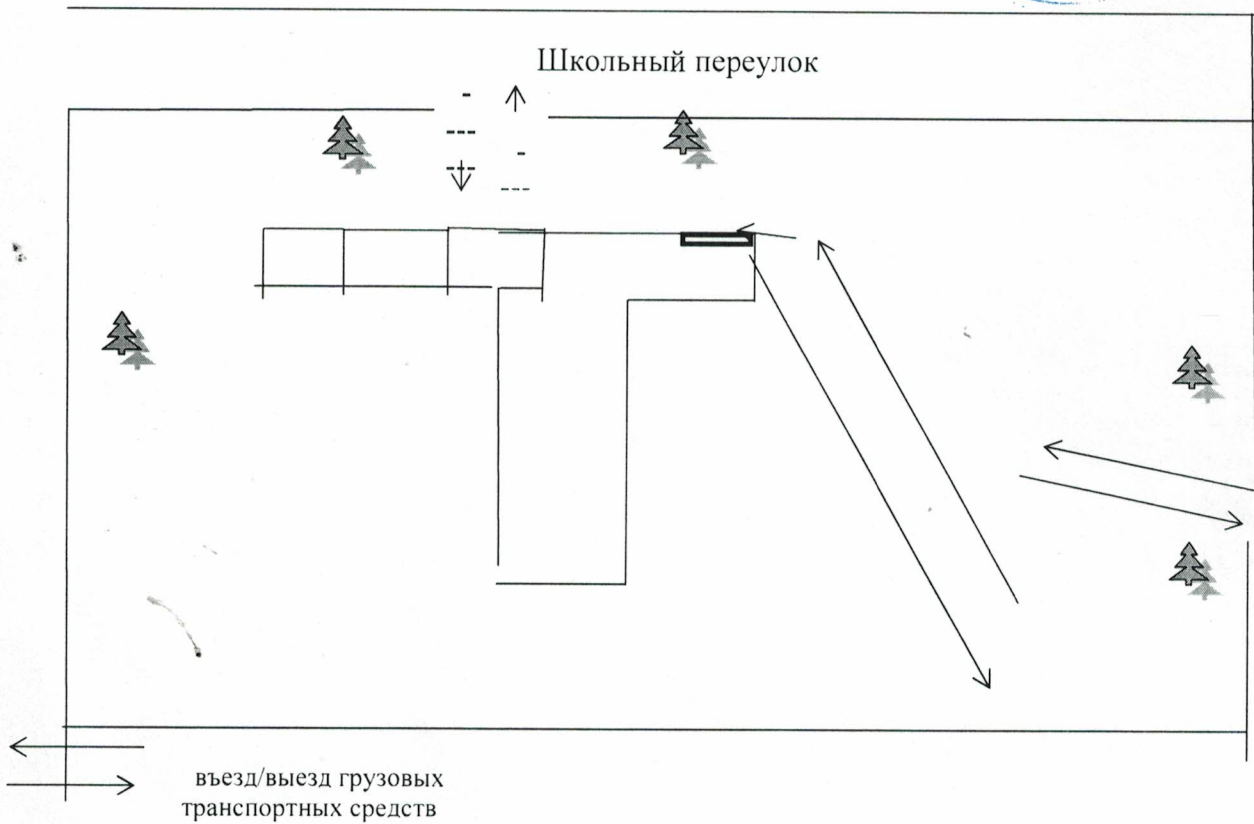 Школьный переулок
въезд/выезд грузовых
транспортных средств